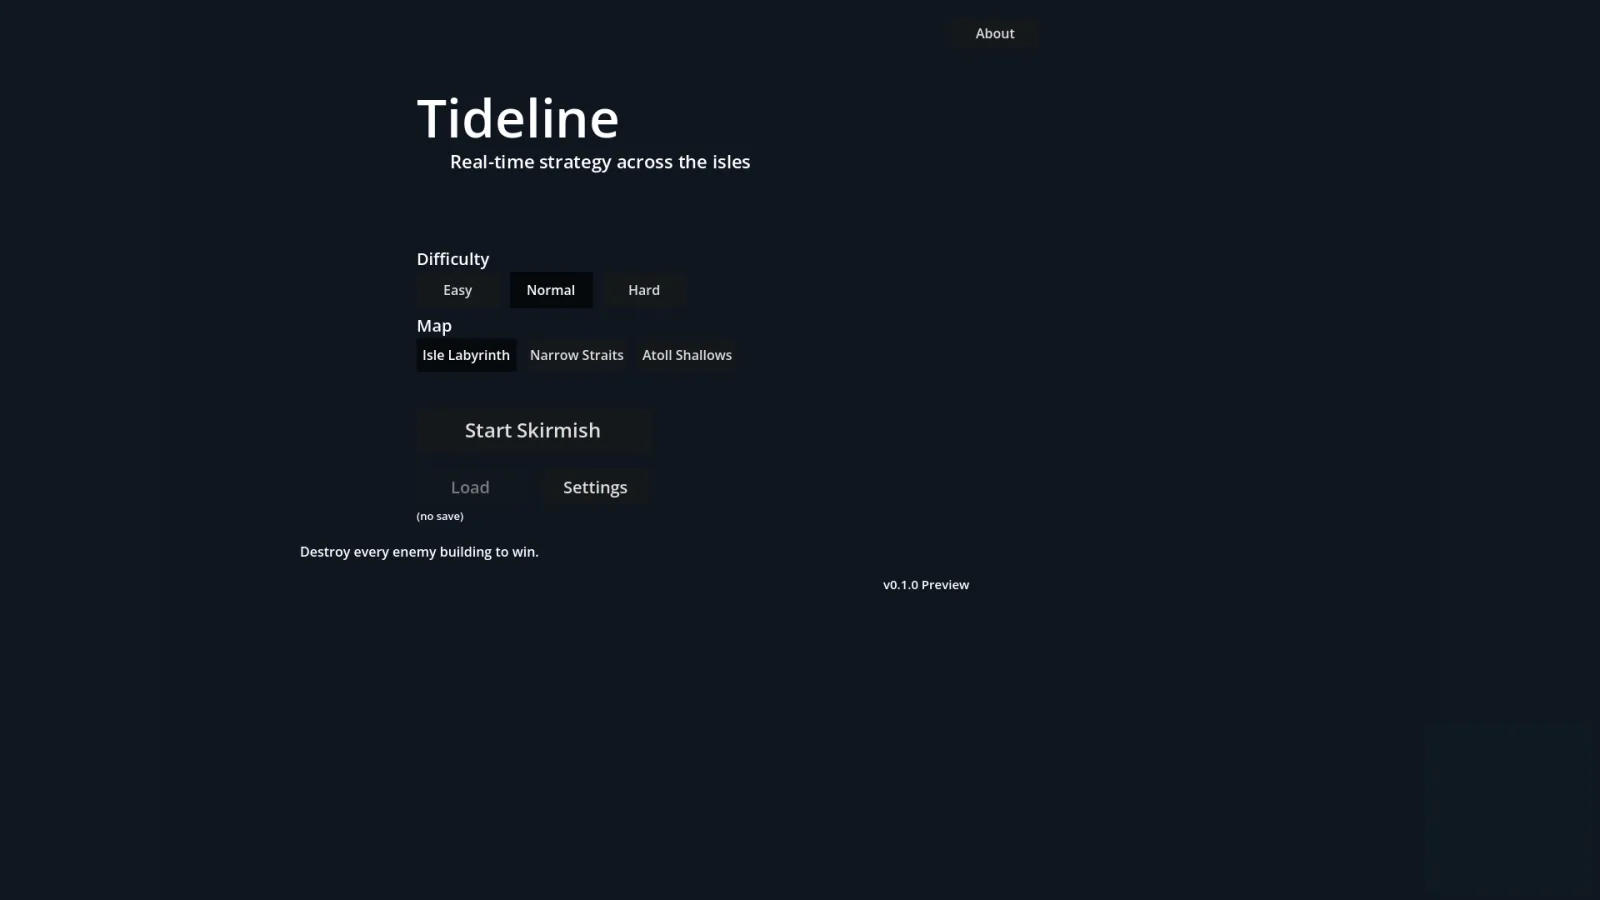 About
Tideline
Real-time strategy across the isles
Difficulty
Easy Normal Hard
Map
Isle Labyrinth Narrow Straits Atoll Shallows
Start Skirmish
Load Settings
(no save)
Destroy every enemy building to win.
v0.1.0 Preview